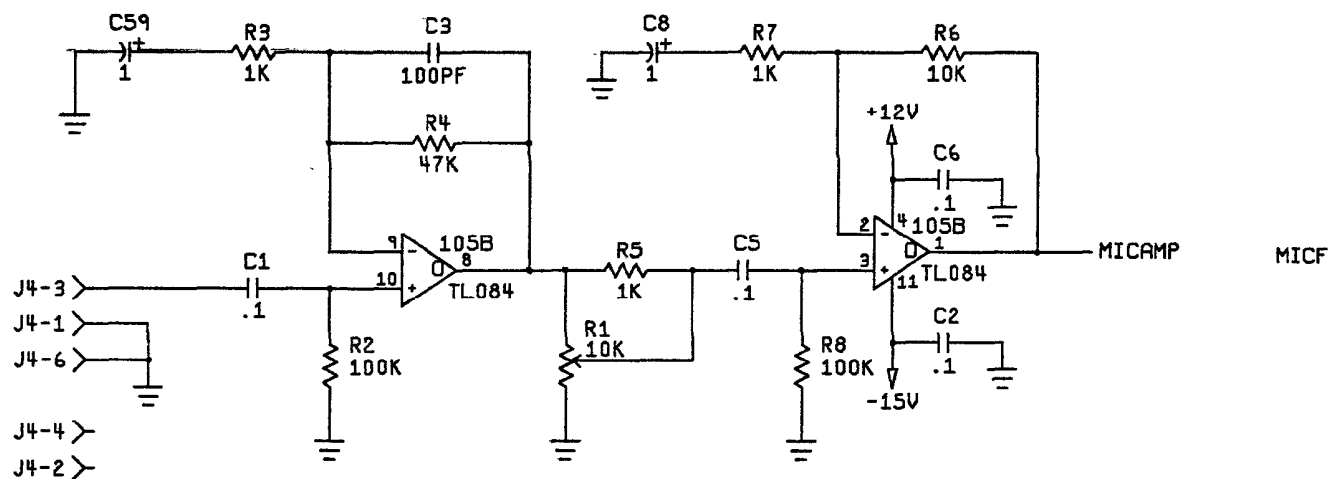 C59
+
1
R3
1K
C3
100PF
R4
47K
C8
+
1
R7
1K
R6
10K
+12V
C6
.1
9
-
105B
8
10
+
TL084
2
-
4
105B
1
3
+
11
TL084
MICAMP
MICF
R5
1K
C5
.1
C1
.1
J4-3
J4-1
J4-6
J4-4
J4-2
R2
100K
R1
10K
R8
100K
C2
.1
-15V